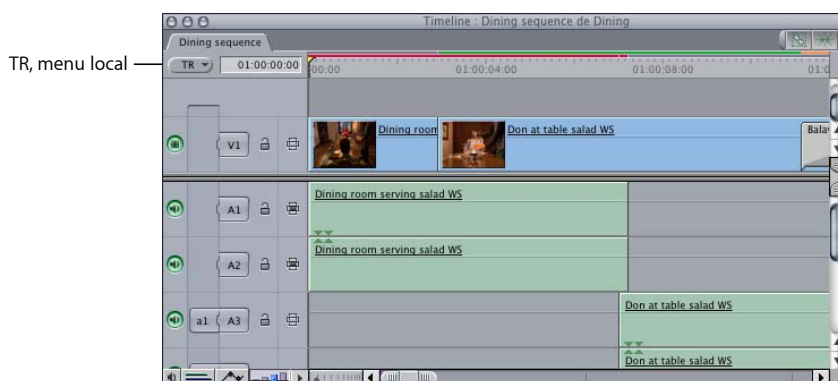 Timeline : Dining sequence de Dining
Dining sequence
TR, menu local
TR 01:00:00:00 00:00 01:00:04:00 01:00:08:00
V1 Dining room Don at table salad WS
A1 Dining room serving salad WS
A2 Dining room serving salad WS
a1 A3 Don at table salad WS
Don at table salad WS